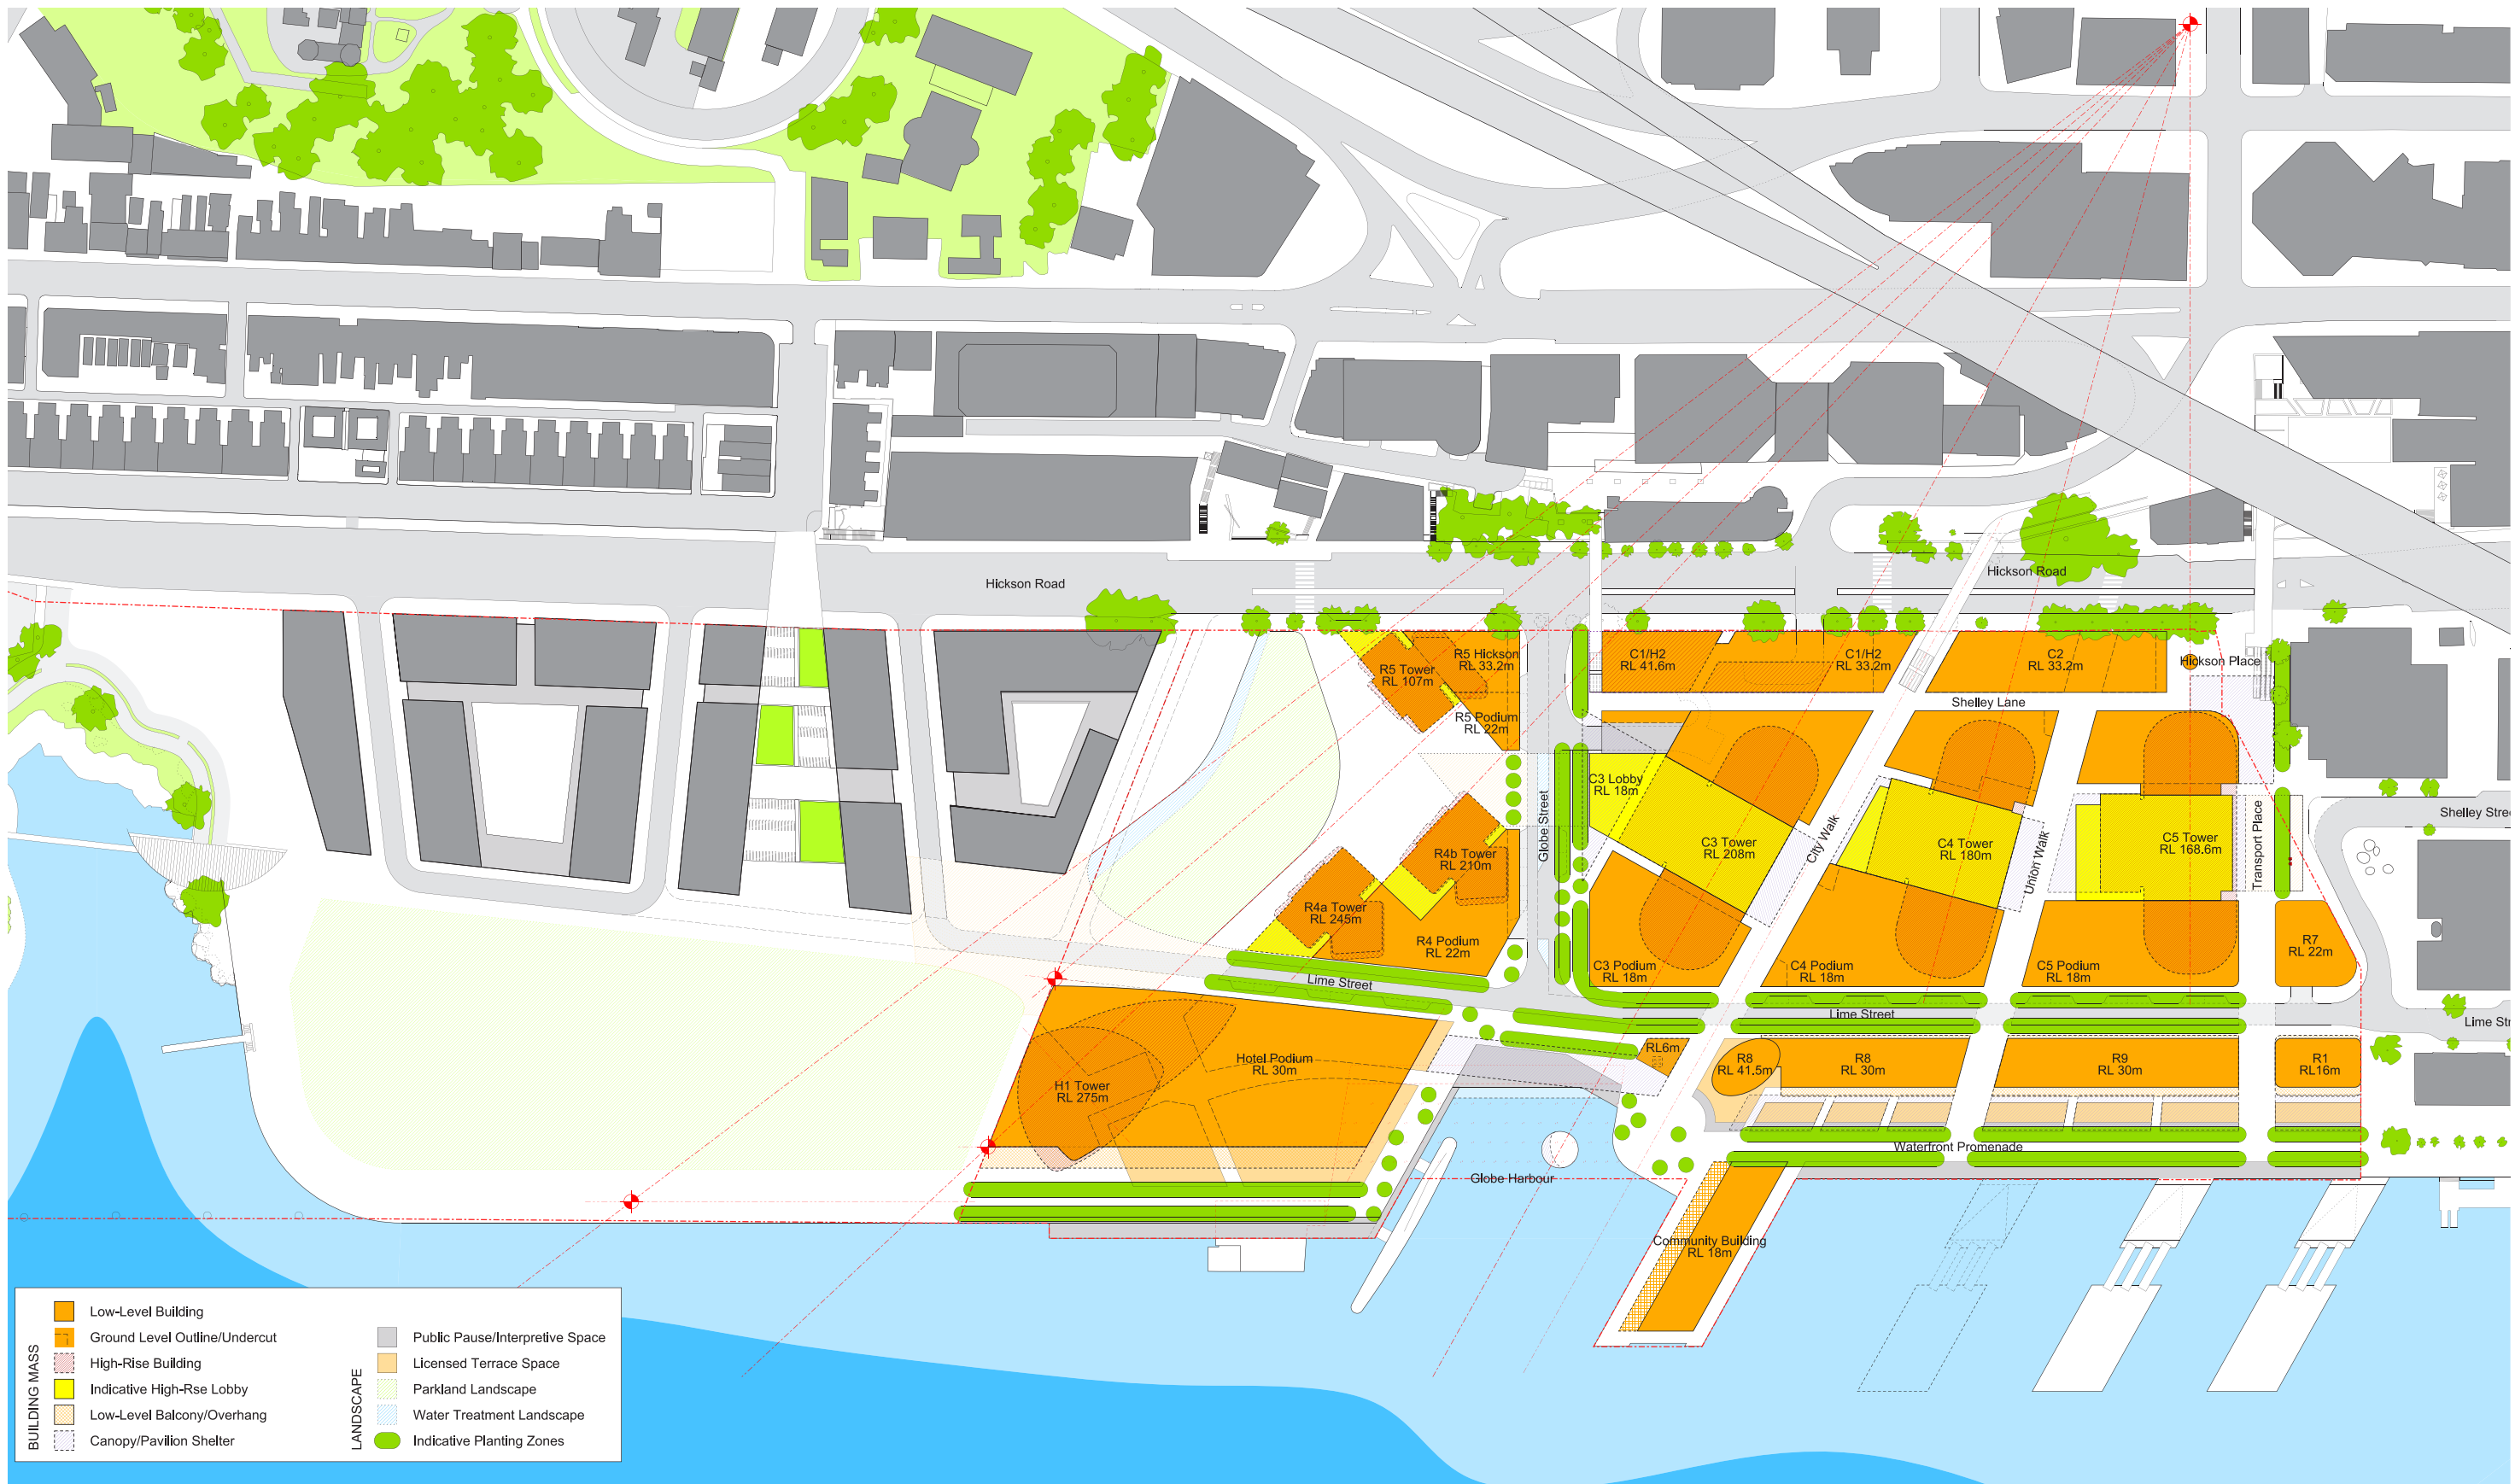 Hickson Road
Hickson Road
R5 Tower
RL 107m
R5 Hickson
RL 33.2m
R5 Podium
RL 22m
C1/H2
RL 41.6m
C1/H2
RL 33.2m
C2
RL 33.2m
Hickson Place
Shelley Lane
Globe Street
C3 Lobby
RL 18m
C3 Tower
RL 208m
City Walk
C4 Tower
RL 180m
Union Walk
C5 Tower
RL 168.6m
Transport Place
Shelley Stree
R4b Tower
RL 210m
R4a Tower
RL 245m
R4 Podium
RL 22m
C3 Podium
RL 18m
C4 Podium
RL 18m
C5 Podium
RL 18m
R7
RL 22m
Lime Street
Lime Street
Lime Str
Hotel Podium
RL 30m
H1 Tower
RL 275m
RL6m
R8
RL 41.5m
R8
RL 30m
R9
RL 30m
R1
RL16m
Waterfront Promenade
Globe Harbour
Community Building
RL 18m
BUILDING MASS
Low-Level Building
Ground Level Outline/Undercut
High-Rise Building
Indicative High-Rse Lobby
Low-Level Balcony/Overhang
Canopy/Pavilion Shelter
LANDSCAPE
Public Pause/Interpretive Space
Licensed Terrace Space
Parkland Landscape
Water Treatment Landscape
Indicative Planting Zones